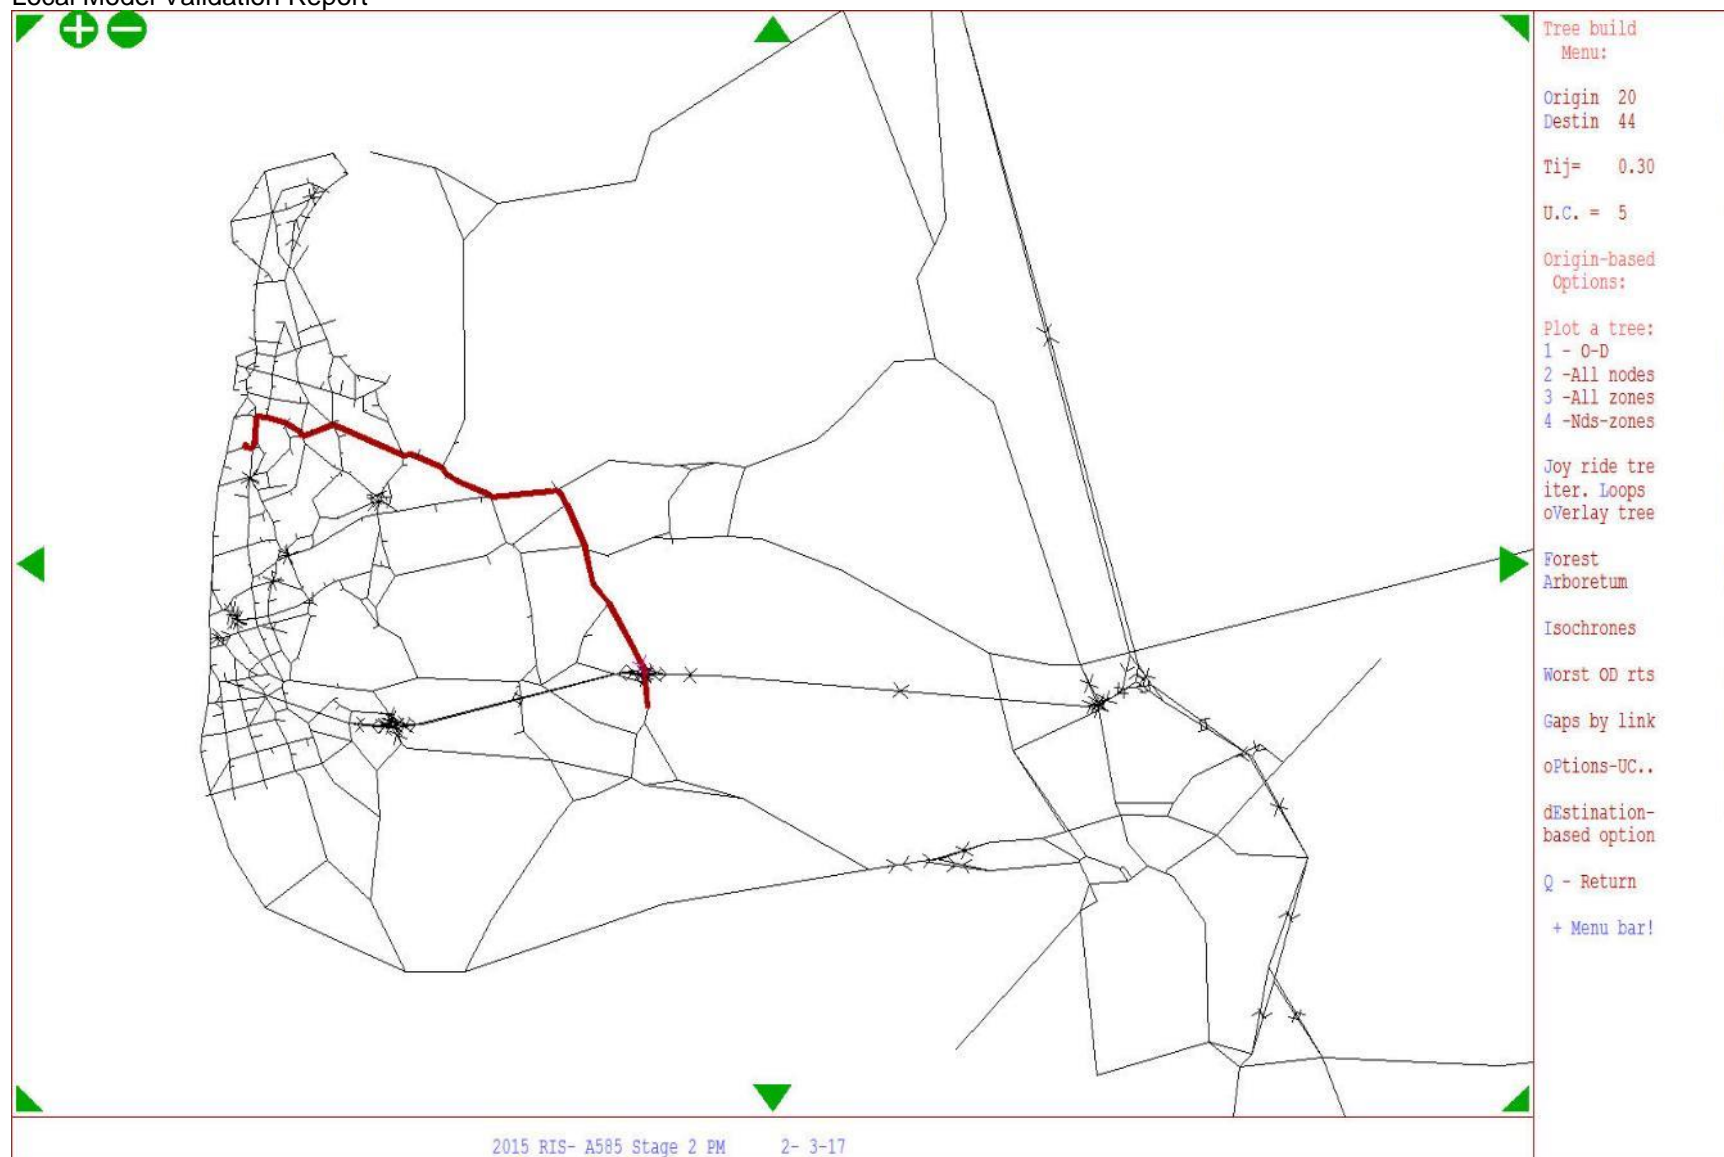 Local Model Validation Report
Tree build
Menu:
Origin 20
Destin 44
Tij= 0.30
U.C. = 5
Origin-based
Options:
Plot a tree:
1 - O-D
2 -All nodes
3 -All zones
4 -Nds-zones
Joy ride tre
iter. Loops
oVerlay tree
Forest
Arboretum
Isochrones
Worst OD rts
Gaps by link
oPtions-UC..
dEstination-
based option
Q - Return
+ Menu bar!
2015 RIS- A585 Stage 2 PM 2- 3-17